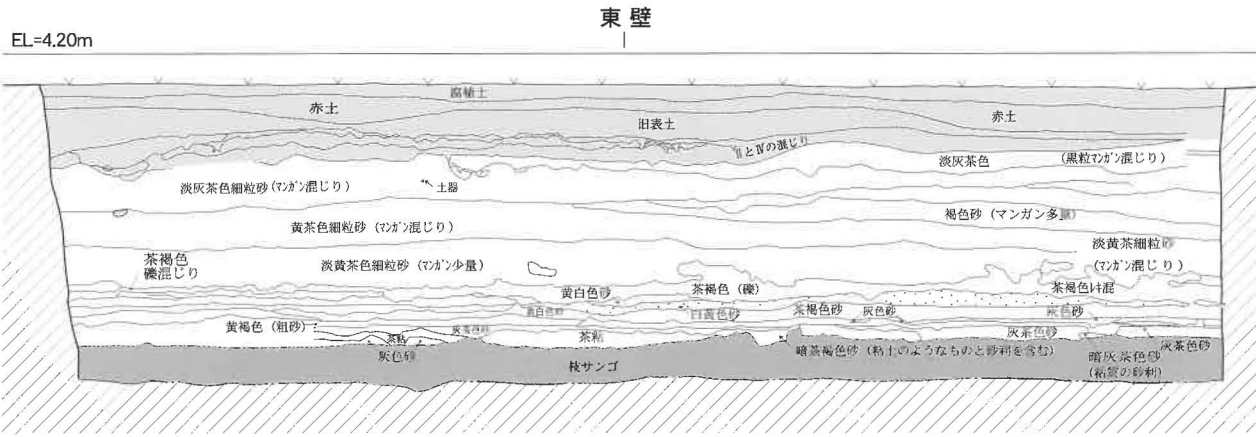 東壁
EL=4.20m
腐植土
赤土
赤土
旧表土
ⅡとⅣの混じり
淡灰茶色
(黒粒ﾏﾝｶﾞﾝ混じり)
淡灰茶色細粒砂(ﾏﾝｶﾞﾝ混じり)
土器
褐色砂(マンガン多量)
黄茶色細粒砂(ﾏﾝｶﾞﾝ混じり)
淡黄茶細粒砂
(ﾏﾝｶﾞﾝ混じり)
茶褐色
礫混じり
淡黄茶色細粒砂(ﾏﾝｶﾞﾝ少量)
黄白色砂
茶褐色(礫)
茶褐色ﾚｷ混
黄白色砂
白黄色砂
茶褐色砂
灰色砂
灰色砂
黄褐色(粗砂)
茶粘
灰茶色砂
茶粘
灰茶色砂
灰茶色砂
灰色砂
枝サンゴ
褐色砂(粘土のようなものと砂利を含む)
暗灰茶色砂
(粘質の砂利)